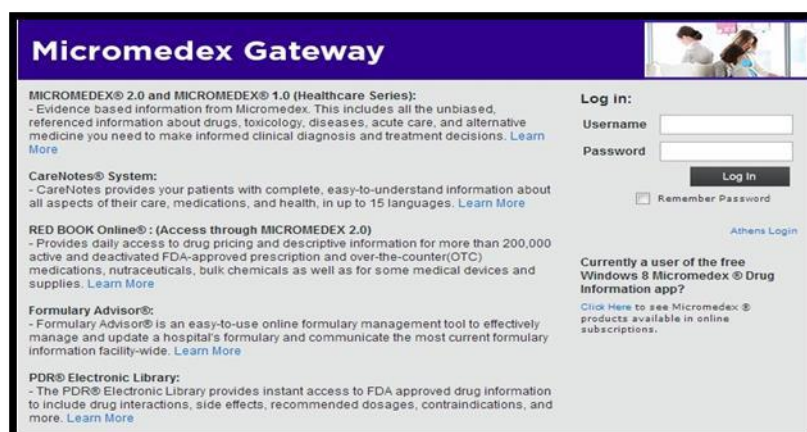 Micromedex Gateway
MICROMEDEX® 2.0 and MICROMEDEX® 1.0 (Healthcare Series):
- Evidence based information from Micromedex. This includes all the unbiased,
referenced information about drugs, toxicology, diseases, acute care, and alternative
medicine you need to make informed clinical diagnosis and treatment decisions. Learn
More
CareNotes® System:
- CareNotes provides your patients with complete, easy-to-understand information about
all aspects of their care, medications, and health, in up to 15 languages. Learn More
RED BOOK Online® : (Access through MICROMEDEX 2.0)
- Provides daily access to drug pricing and descriptive information for more than 200,000
active and deactivated FDA-approved prescription and over-the-counter(OTC)
medications, nutraceuticals, bulk chemicals as well as for some medical devices and
supplies. Learn More
Formulary Advisor®:
- Formulary Advisor® is an easy-to-use online formulary management tool to effectively
manage and update a hospital's formulary and communicate the most current formulary
information facility-wide. Learn More
PDR® Electronic Library:
- The PDR® Electronic Library provides instant access to FDA approved drug information
to include drug interactions, side effects, recommended dosages, contraindications, and
more. Learn More
Log in:
Username
Password
Log In
Remember Password
Athens Login
Currently a user of the free
Windows 8 Micromedex ® Drug
Information app?
Click Here to see Micromedex ®
products available in online
subscriptions.